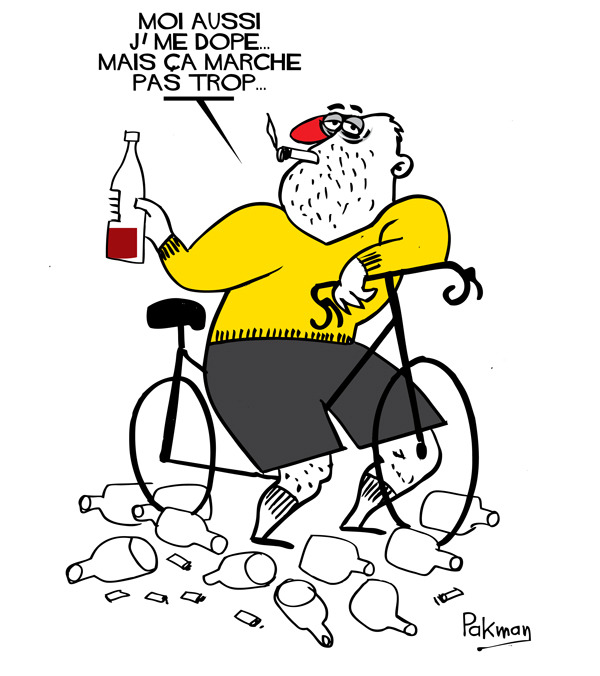 MOI AUSSI
J'ME DOPE...
MAIS ÇA MARCHE
PAS TROP...
Pakman